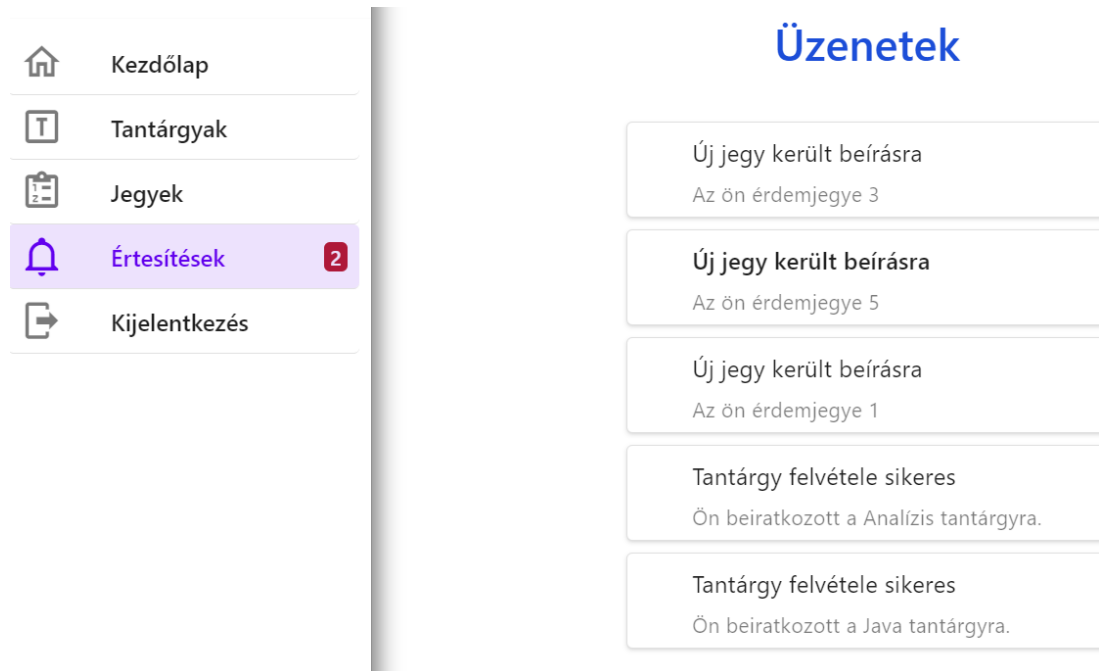 Kezdőlap
Tantárgyak
Jegyek
Értesítések 2
Kijelentkezés
Üzenetek
Új jegy került beírásra
Az ön érdemjegye 3
Új jegy került beírásra
Az ön érdemjegye 5
Új jegy került beírásra
Az ön érdemjegye 1
Tantárgy felvétele sikeres
Ön beiratkozott a Analízis tantárgyra.
Tantárgy felvétele sikeres
Ön beiratkozott a Java tantárgyra.